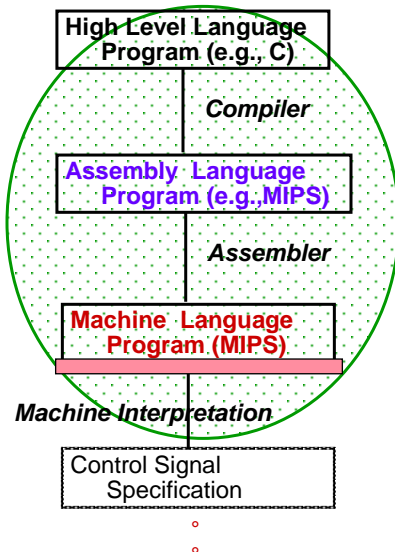 High Level Language
Program (e.g., C)
Compiler
Assembly Language
Program (e.g.,MIPS)
Assembler
Machine Language
Program (MIPS)
Machine Interpretation
Control Signal
Specification